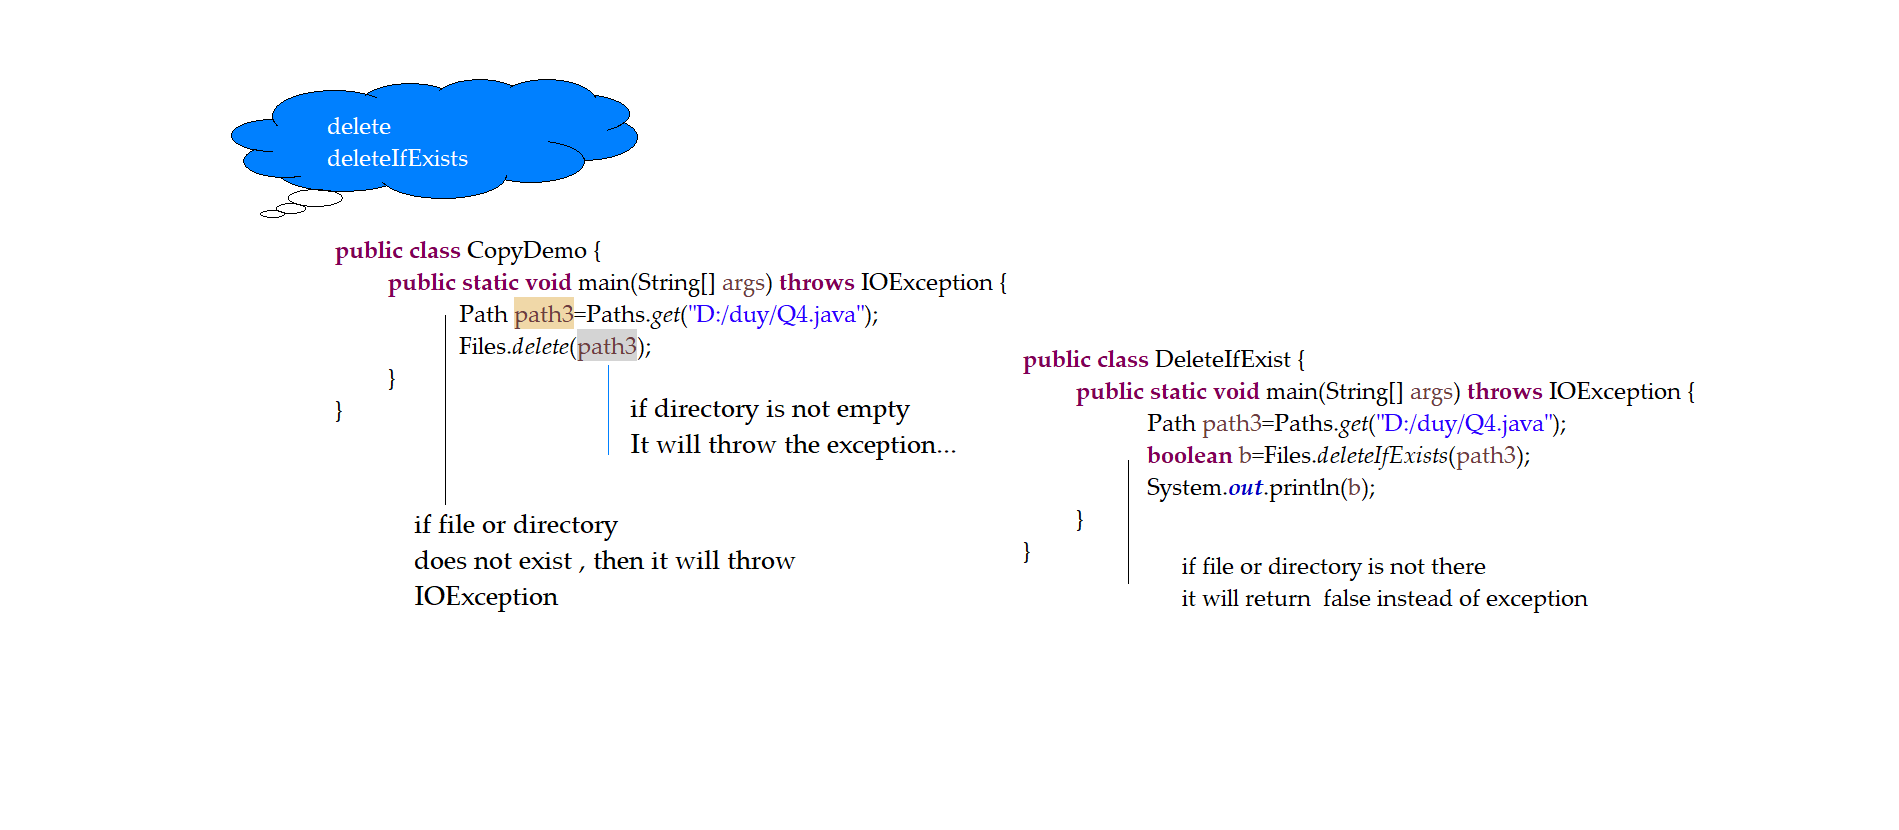 delete
deleteIfExists
public class CopyDemo {
public static void main(String[] args) throws IOException {
Path path3=Paths.get("D:/duy/Q4.java");
Files.delete(path3);
}
}
if directory is not empty
It will throw the exception...
if file or directory
does not exist , then it will throw
IOException
public class DeleteIfExist {
public static void main(String[] args) throws IOException {
Path path3=Paths.get("D:/duy/Q4.java");
boolean b=Files.deleteIfExists(path3);
System.out.println(b);
}
}
if file or directory is not there
it will return  false instead of exception